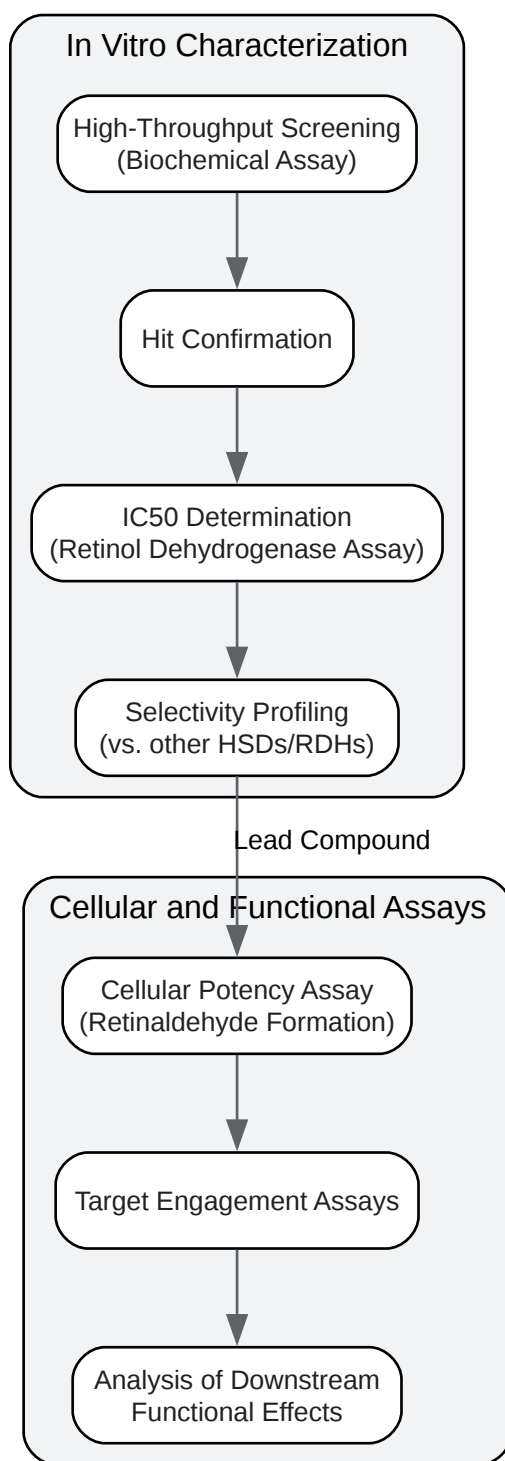 In Vitro Characterization
High-Throughput Screening
(Biochemical Assay)
Hit Confirmation
IC50 Determination
(Retinol Dehydrogenase Assay)
Selectivity Profiling
(vs. other HSDs/RDHs)
Lead Compound
Cellular and Functional Assays
Cellular Potency Assay
(Retinaldehyde Formation)
Target Engagement Assays
Analysis of Downstream
Functional Effects